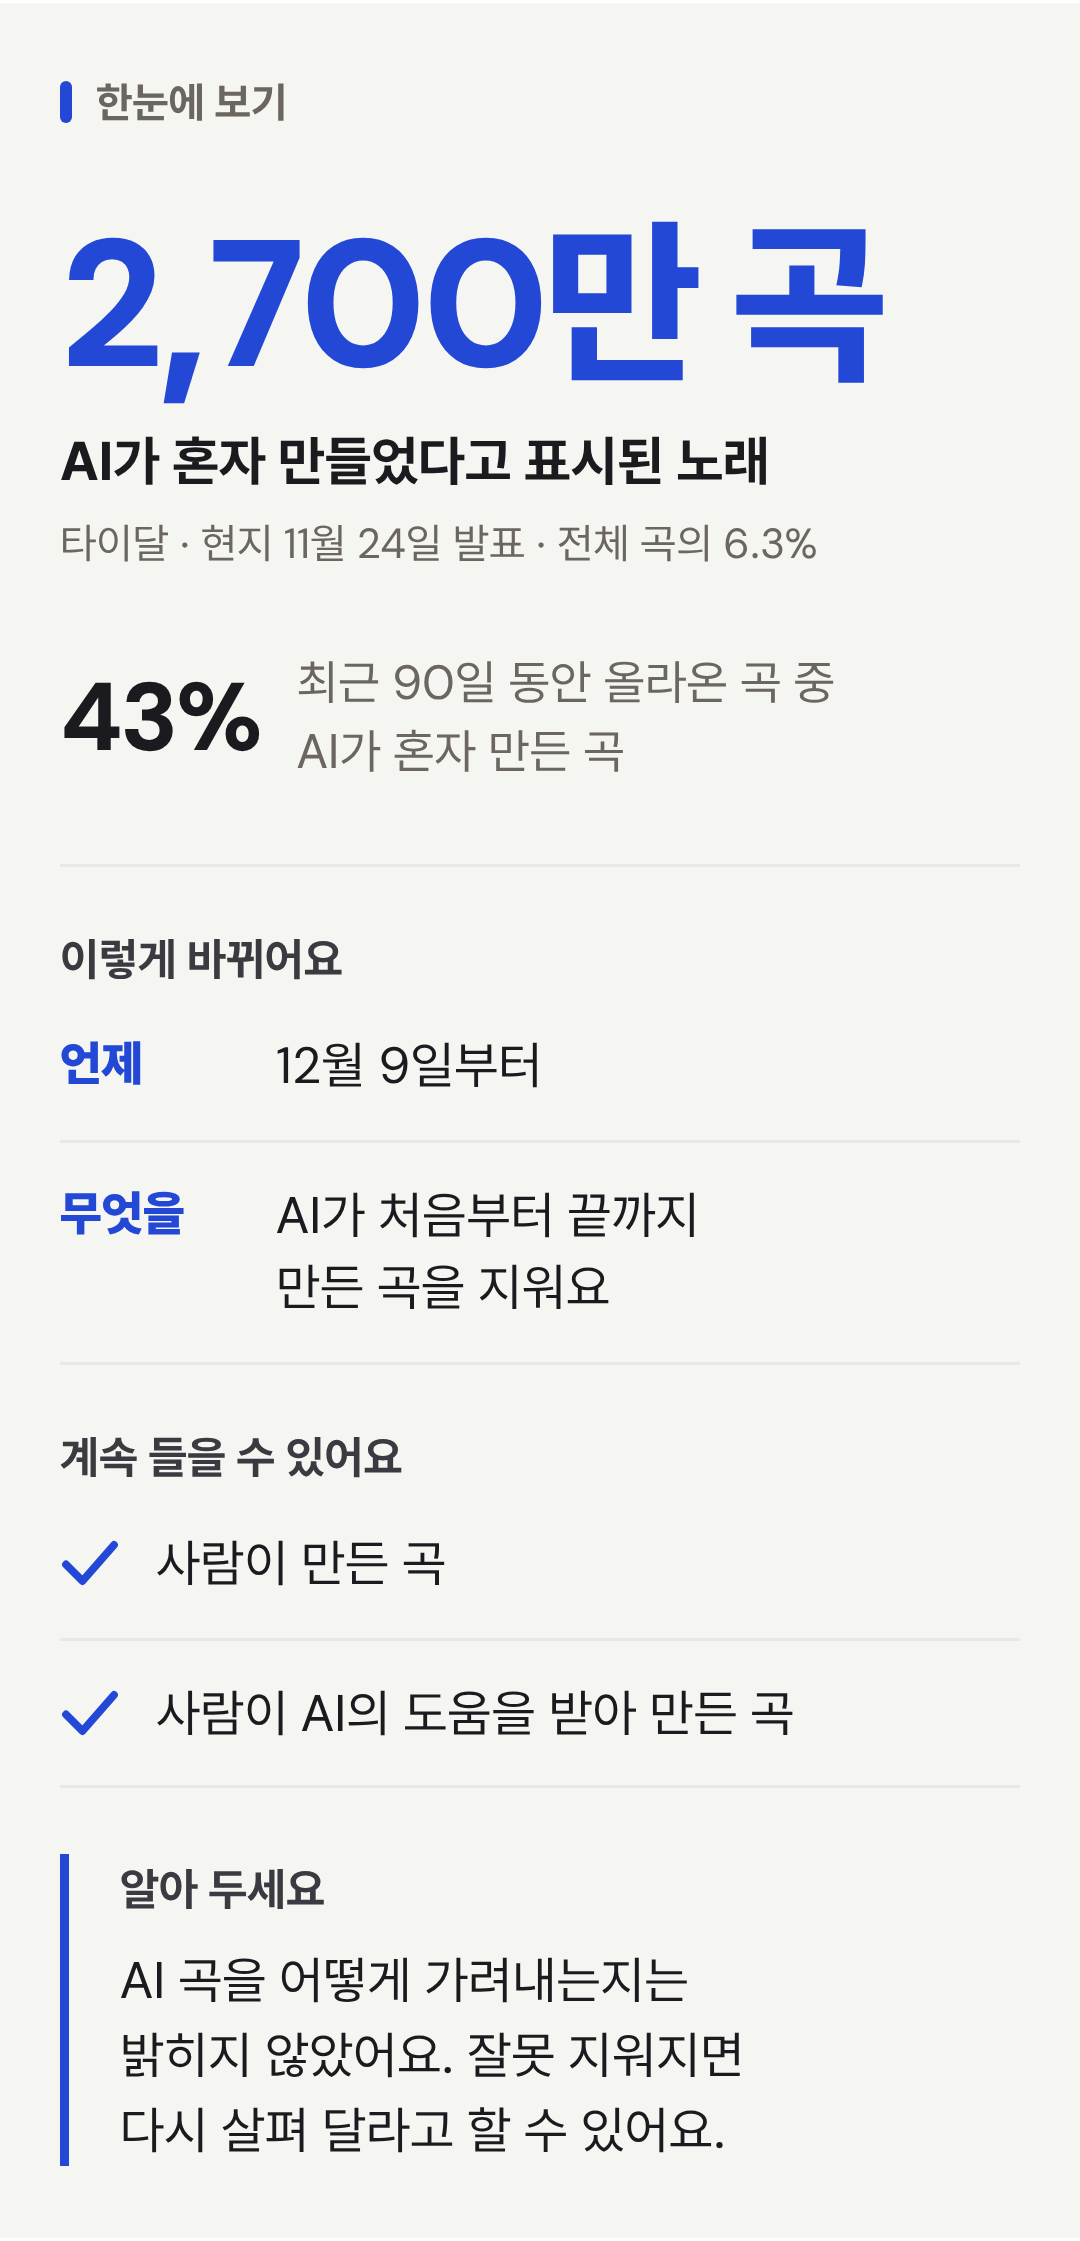 한눈에 보기
2,700만 곡
AI가 혼자 만들었다고 표시된 노래
타이달 · 현지 11월 24일 발표 · 전체 곡의 6.3%
43%
최근 90일 동안 올라온 곡 중
AI가 혼자 만든 곡
이렇게 바뀌어요
언제 12월 9일부터
무엇을 AI가 처음부터 끝까지
만든 곡을 지워요
계속 들을 수 있어요
사람이 만든 곡
사람이 AI의 도움을 받아 만든 곡
알아 두세요
AI 곡을 어떻게 가려내는지는
밝히지 않았어요. 잘못 지워지면
다시 살펴 달라고 할 수 있어요.